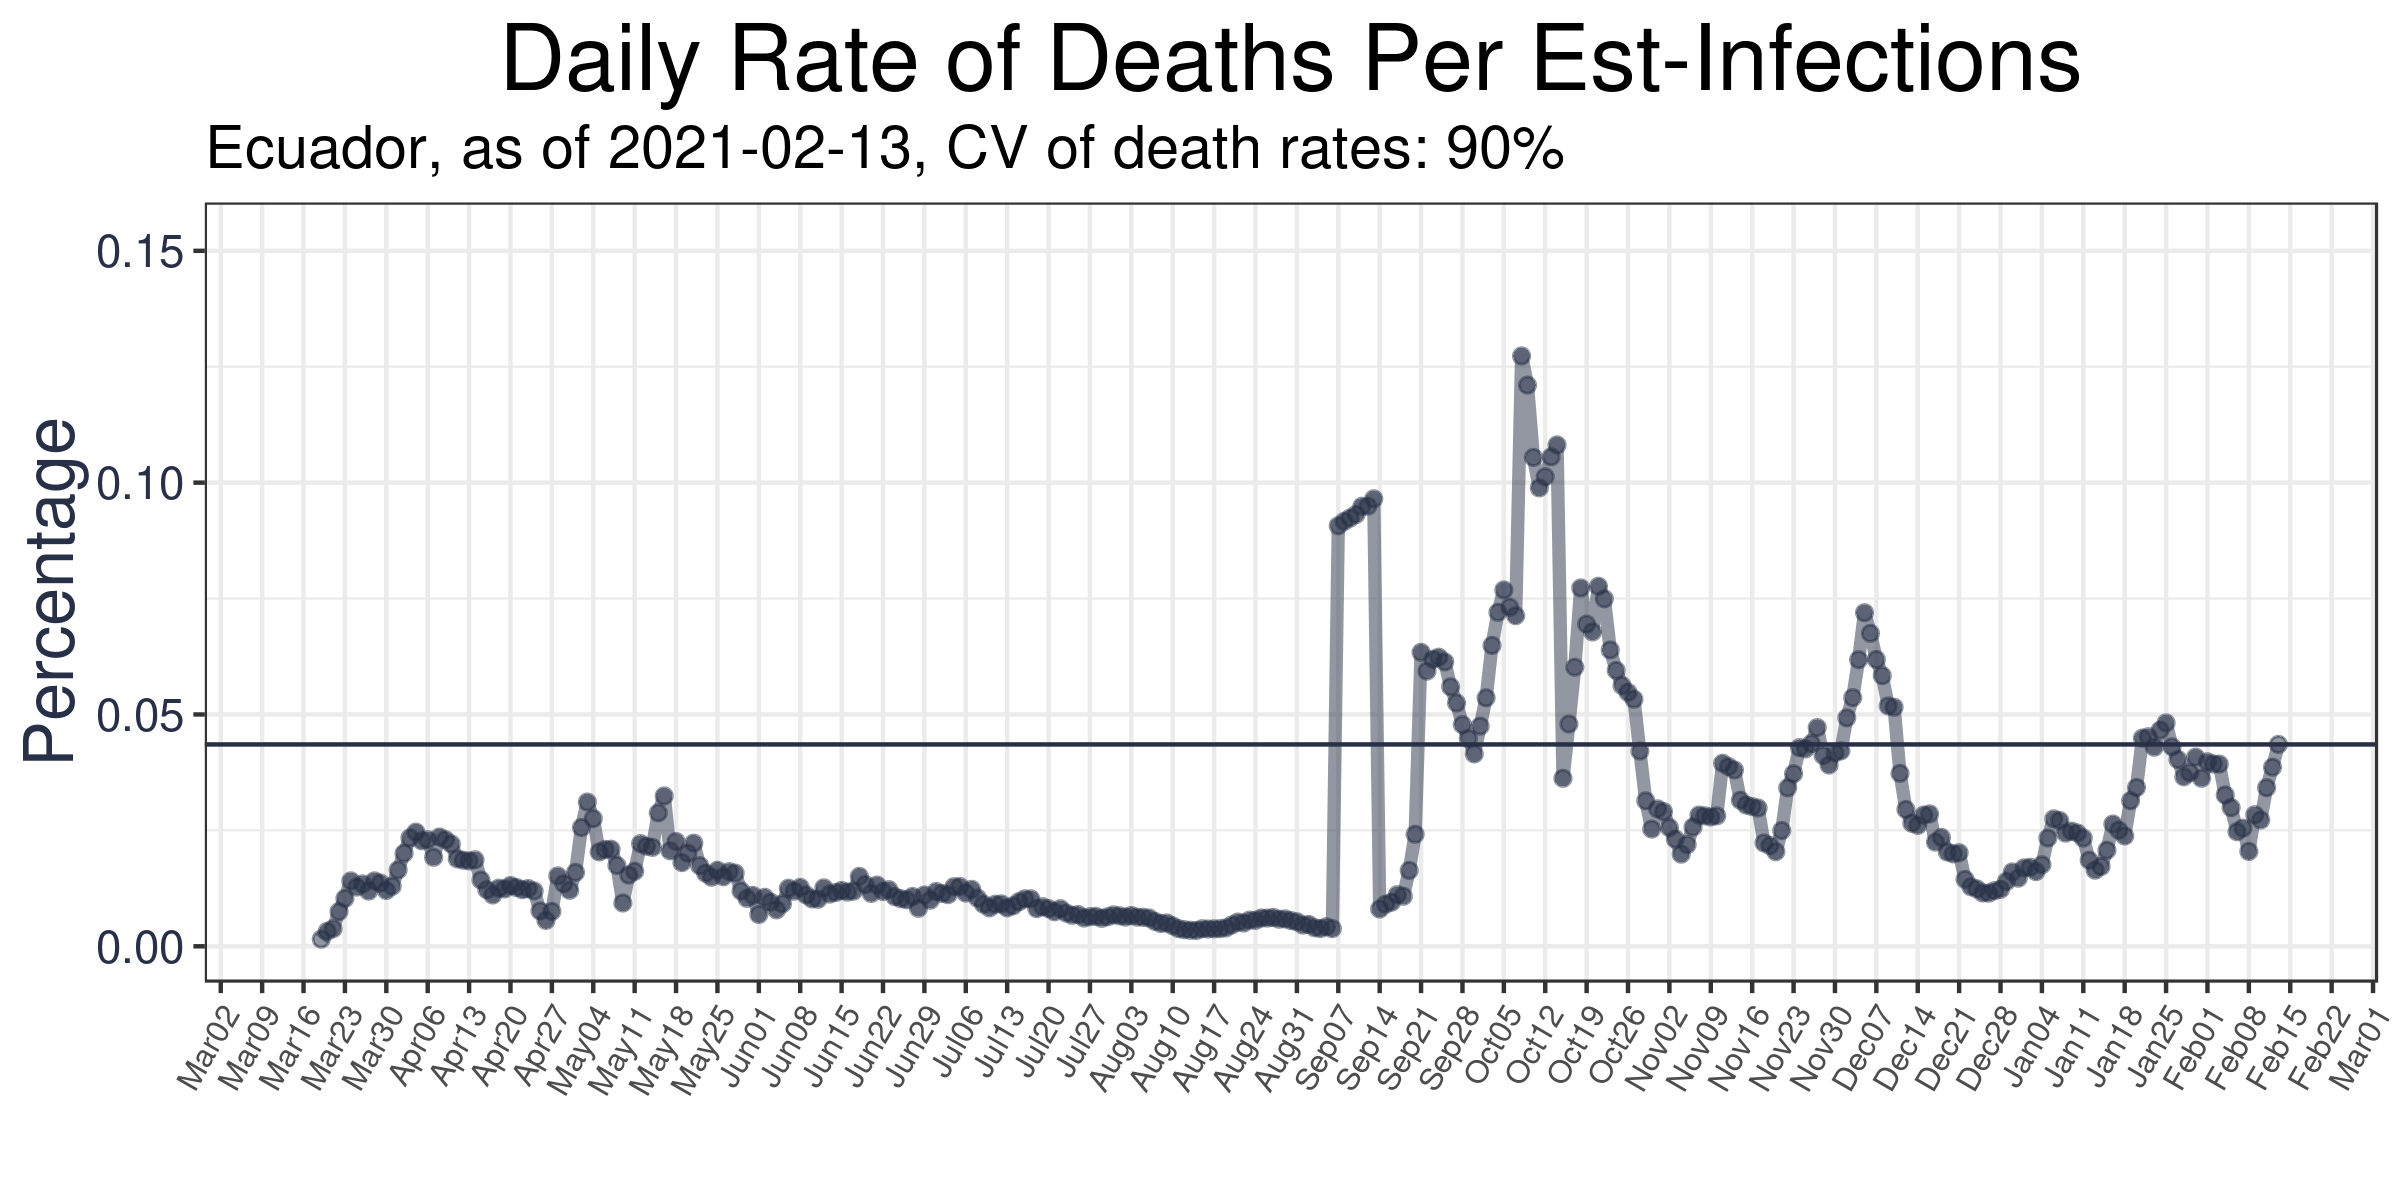 Daily Rate of Deaths Per Est-Infections
Ecuador, as of 2021-02-13, CV of death rates: 90%
Percentage
0.15
0.10
0.05
0.00
Mar02
Mar09
Mar16
Mar23
Mar30
Apr06
Apr13
Apr20
Apr27
May04
May11
May18
May25
Jun01
Jun08
Jun15
Jun22
Jun29
Jul06
Jul13
Jul20
Jul27
Aug03
Aug10
Aug17
Aug24
Aug31
Sep07
Sep14
Sep21
Sep28
Oct05
Oct12
Oct19
Oct26
Nov02
Nov09
Nov16
Nov23
Nov30
Dec07
Dec14
Dec21
Dec28
Jan04
Jan11
Jan18
Jan25
Feb01
Feb08
Feb15
Feb22
Mar01